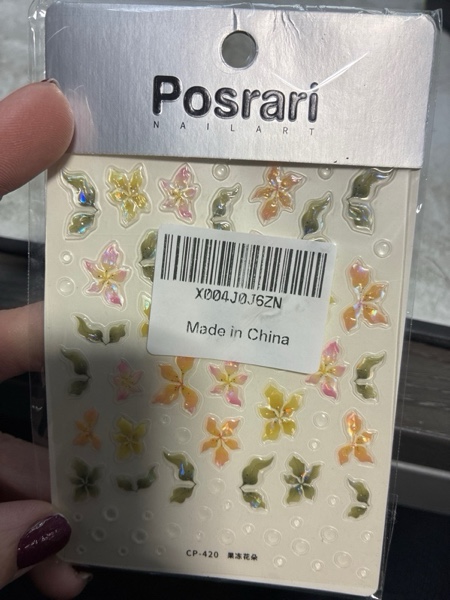 Posrari
NAILART
X004J0J6ZN
Made in China
CP-420 果冻花朵